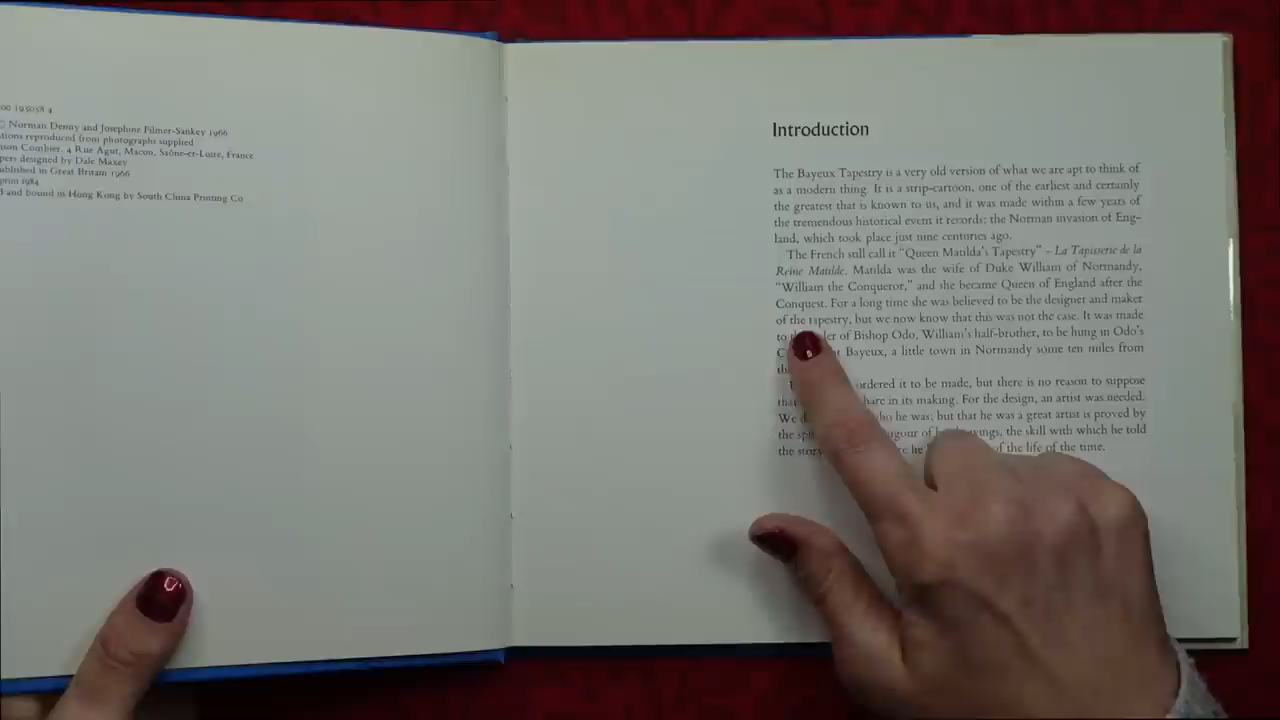 00 195058 4
© Norman Denny and Josephine Filmer-Sankey 1966
tions reproduced from photographs supplied
Combier, 4 Rue Agut, Macon, Saône-et-Loire, France
pers designed by Dale Maxey
ublished in Great Britain 1966
print 1984
d and bound in Hong Kong by South China Printing Co
Introduction
The Bayeux Tapestry is a very old version of what we are apt to think of
as a modern thing. It is a strip-cartoon, one of the earliest and certainly
the greatest that is known to us, and it was made within a few years of
the tremendous historical event it records: the Norman invasion of Eng-
land, which took place just nine centuries ago.
The French still call it "Queen Matilda's Tapestry" – La Tapisserie de la
Reine Matilde. Matilda was the wife of Duke William of Normandy,
"William the Conqueror," and she became Queen of England after the
Conquest. For a long time she was believed to be the designer and maker
of the tapestry, but we now know that this was not the case. It was made
to of Bishop Odo, William's half-brother, to be hung in Odo's
Bayeux, a little town in Normandy some ten miles from
ordered it to be made, but there is no reason to suppose
in its making. For the design, an artist was needed.
We he was; but that he was a great artist is proved by
the of the skill with which he told
the story he of the life of the time.